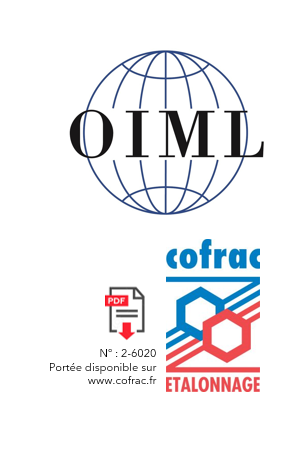 OIML
cofrac
PDF
N° : 2-6020
Portée disponible sur
www.cofrac.fr
ETALONNAGE